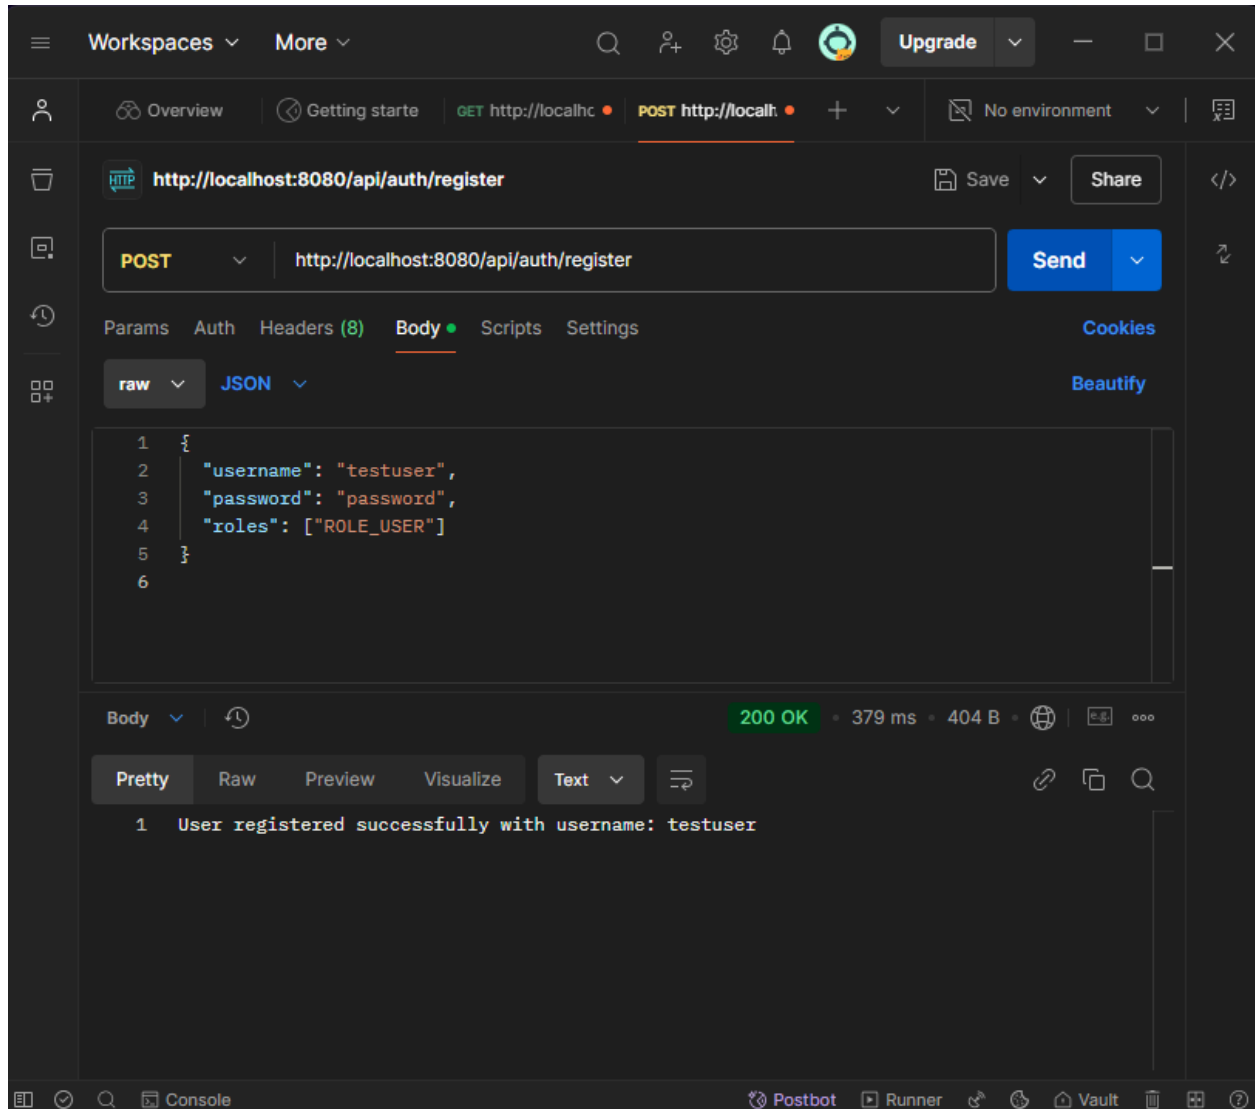 Workspaces More Upgrade
Overview Getting starte GET http://localhc POST http://localh No environment
HTTP http://localhost:8080/api/auth/register Save Share </>
POST http://localhost:8080/api/auth/register Send
Params Auth Headers (8) Body Scripts Settings Cookies
raw JSON Beautify
1 {
2 "username": "testuser",
3 "password": "password",
4 "roles": ["ROLE_USER"]
5 }
6
Body 200 OK 379 ms 404 B e.g.
Pretty Raw Preview Visualize Text
1 User registered successfully with username: testuser
Console Postbot Runner Vault